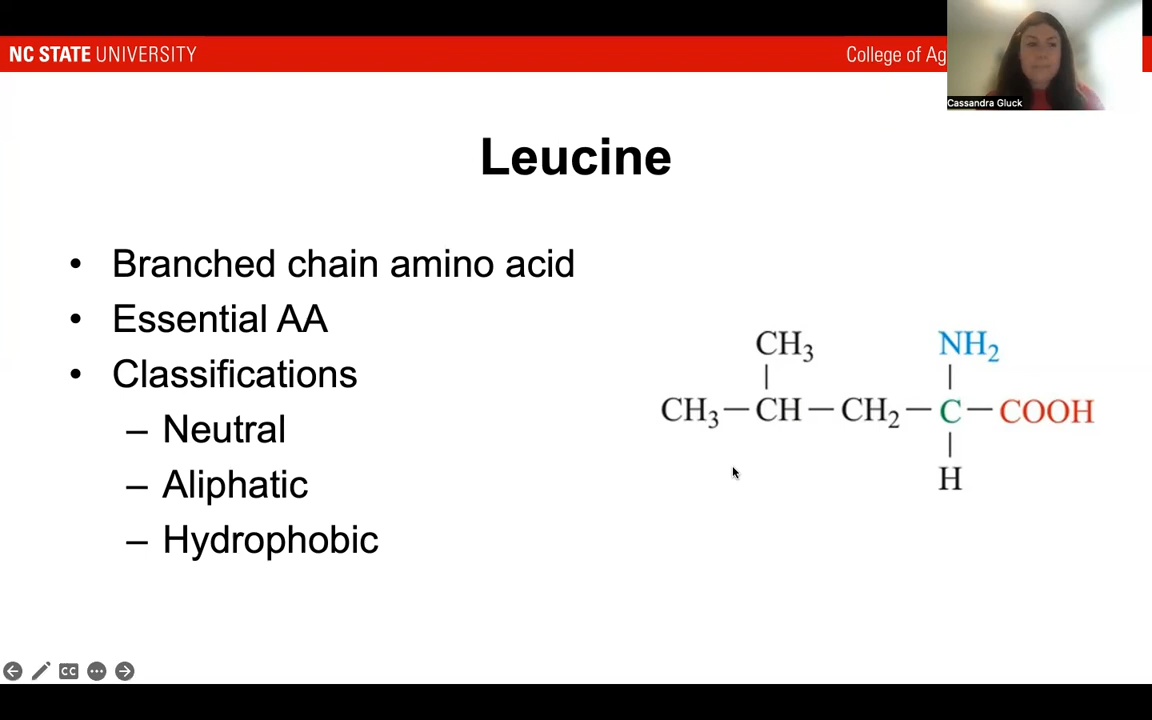 NC STATE UNIVERSITY
College of Ag
Cassandra Gluck
Leucine
• Branched chain amino acid
• Essential AA
• Classifications
– Neutral
– Aliphatic
– Hydrophobic
CH₃ NH₂
CH₃—CH—CH₂—C—COOH
H
CC